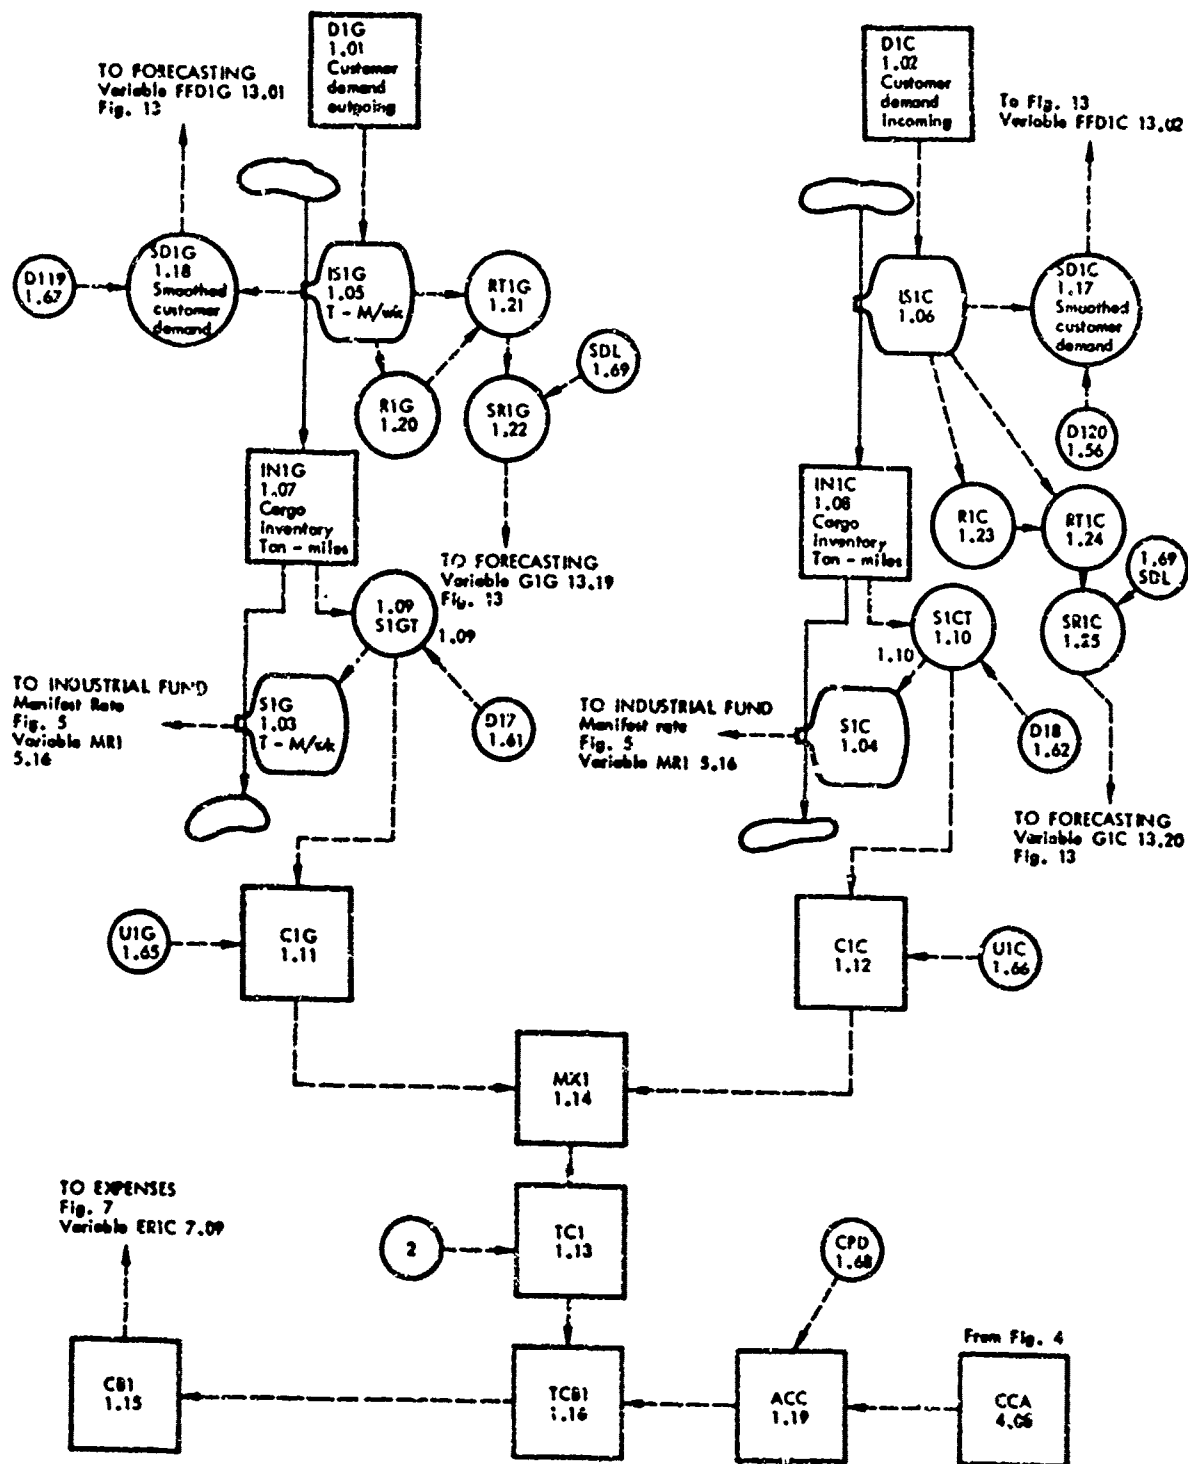 D1G
1.01
Customer
demand
outgoing
TO FORECASTING
Variable FFD1G 13.01
Fig. 13
D1C
1.02
Customer
demand
incoming
To Fig. 13
Variable FFD1C 13.02
D119
1.67
SD1G
1.18
Smoothed
customer
demand
IS1G
1.05
T - M/wk
RT1G
1.21
SDL
1.69
R1G
1.20
SR1G
1.22
IS1C
1.06
SD1C
1.17
Smoothed
customer
demand
D120
1.56
IN1G
1.07
Cargo
inventory
Ton - miles
TO FORECASTING
Variable G1G 13.19
Fig. 13
IN1C
1.08
Cargo
inventory
Ton - miles
R1C
1.23
RT1C
1.24
1.69
SDL
SR1C
1.25
1.09
S1GT
1.09
S1CT
1.10
1.10
TO INDUSTRIAL FUND
Manifest Rate
Fig. 5
Variable MR1
5.16
S1G
1.03
T - M/wk
D17
1.61
TO INDUSTRIAL FUND
Manifest rate
Fig. 5
Variable MR1 5.16
S1C
1.04
D18
1.62
TO FORECASTING
Variable G1C 13.20
Fig. 13
U1G
1.65
C1G
1.11
C1C
1.12
U1C
1.66
MX1
1.14
TO EXPENSES
Fig. 7
Variable ER1C 7.09
2
TC1
1.13
CPD
1.68
From Fig. 4
CB1
1.15
TCB1
1.16
ACC
1.19
CCA